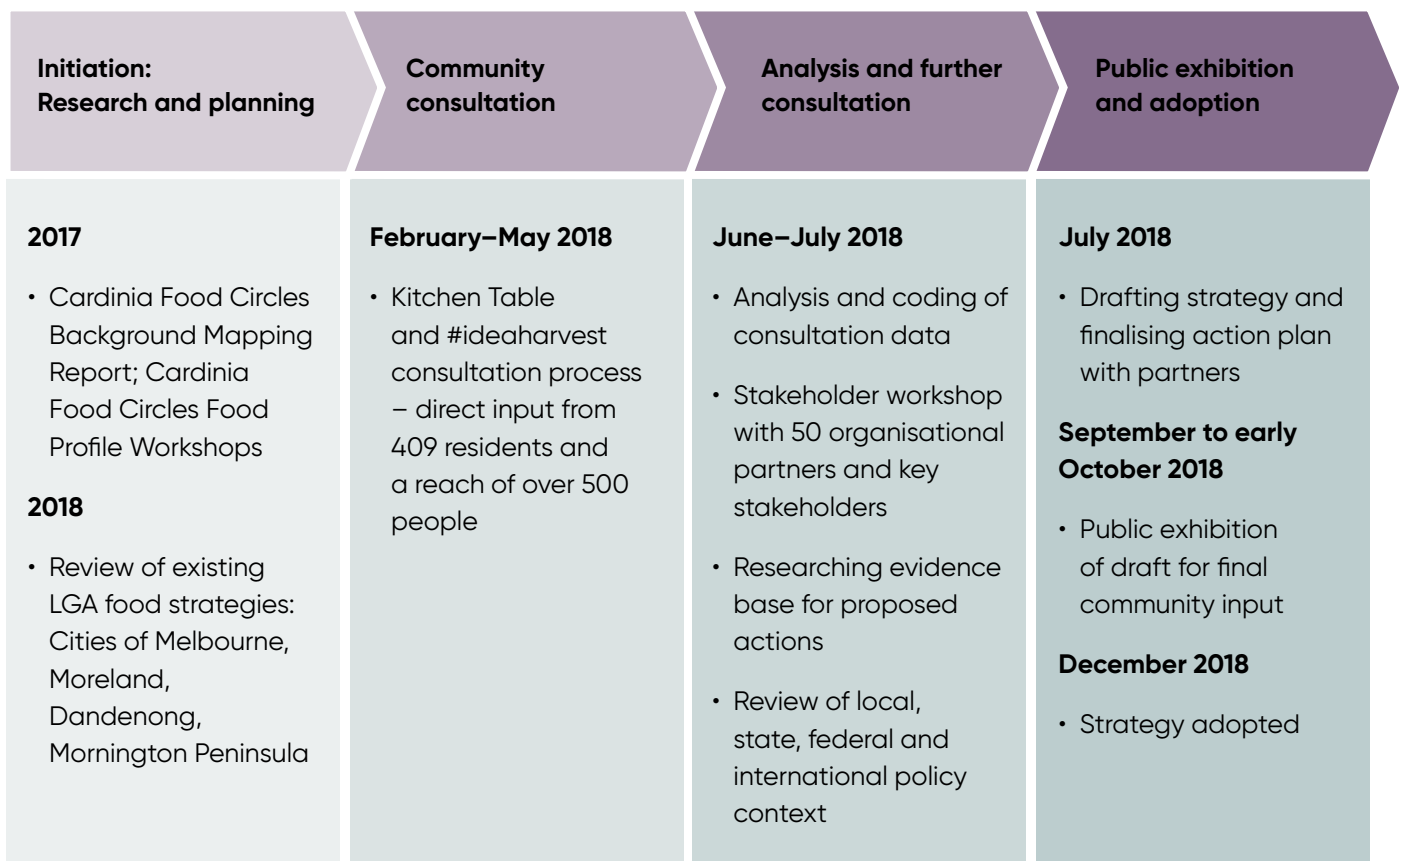 Initiation:
Research and planning
Community
consultation
Analysis and further
consultation
Public exhibition
and adoption
2017
• Cardinia Food Circles
Background Mapping
Report; Cardinia
Food Circles Food
Profile Workshops
2018
• Review of existing
LGA food strategies:
Cities of Melbourne,
Moreland,
Dandenong,
Mornington Peninsula
February–May 2018
• Kitchen Table
and #ideaharvest
consultation process
– direct input from
409 residents and
a reach of over 500
people
June–July 2018
• Analysis and coding of
consultation data
• Stakeholder workshop
with 50 organisational
partners and key
stakeholders
• Researching evidence
base for proposed
actions
• Review of local,
state, federal and
international policy
context
July 2018
• Drafting strategy and
finalising action plan
with partners
September to early
October 2018
• Public exhibition
of draft for final
community input
December 2018
• Strategy adopted